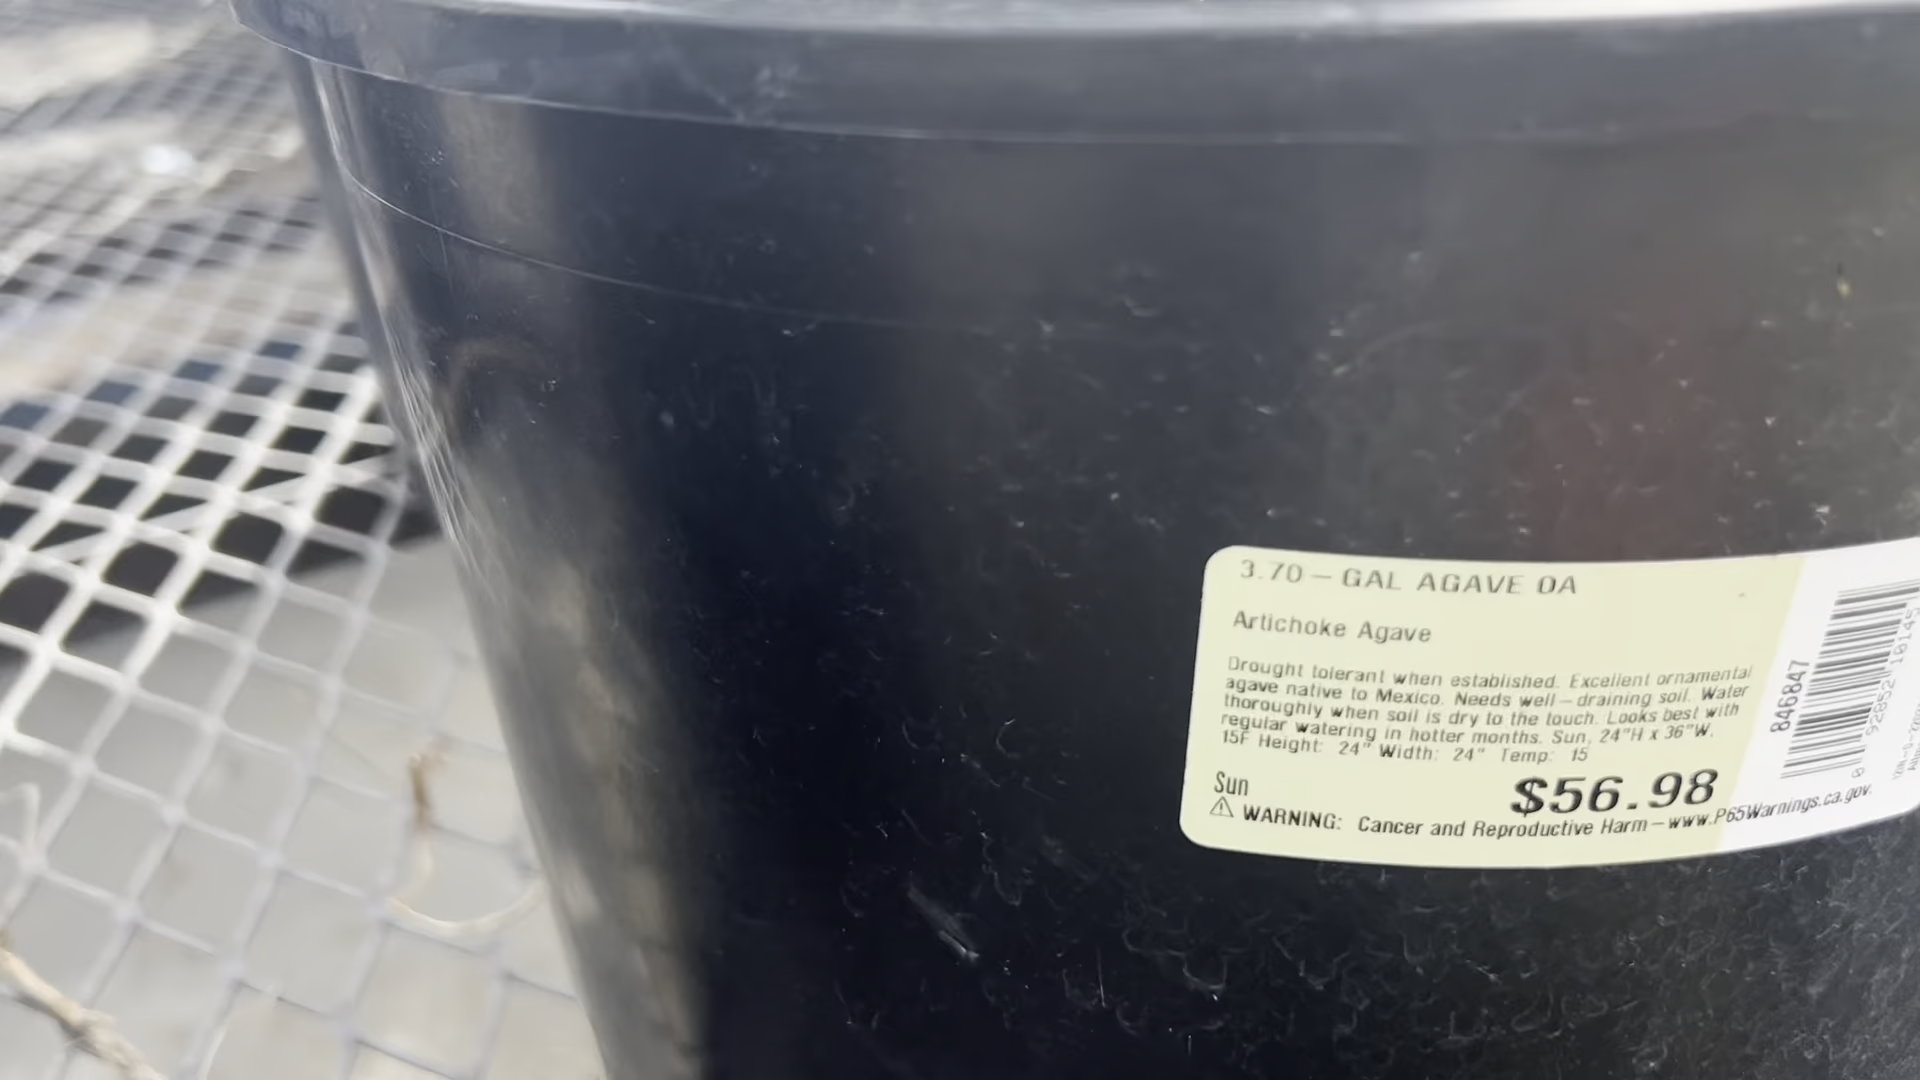 3.70-GAL AGAVE OA
Artichoke Agave
Drought tolerant when established. Excellent ornamental
agave native to Mexico. Needs well-draining soil. Water
thoroughly when soil is dry to the touch. Looks best with
regular watering in hotter months. Sun, 24"H x 36"W.
15F Height: 24" Width: 24" Temp: 15
Sun
$56.98
⚠ WARNING: Cancer and Reproductive Harm-www.P65Warnings.ca.gov.
846847